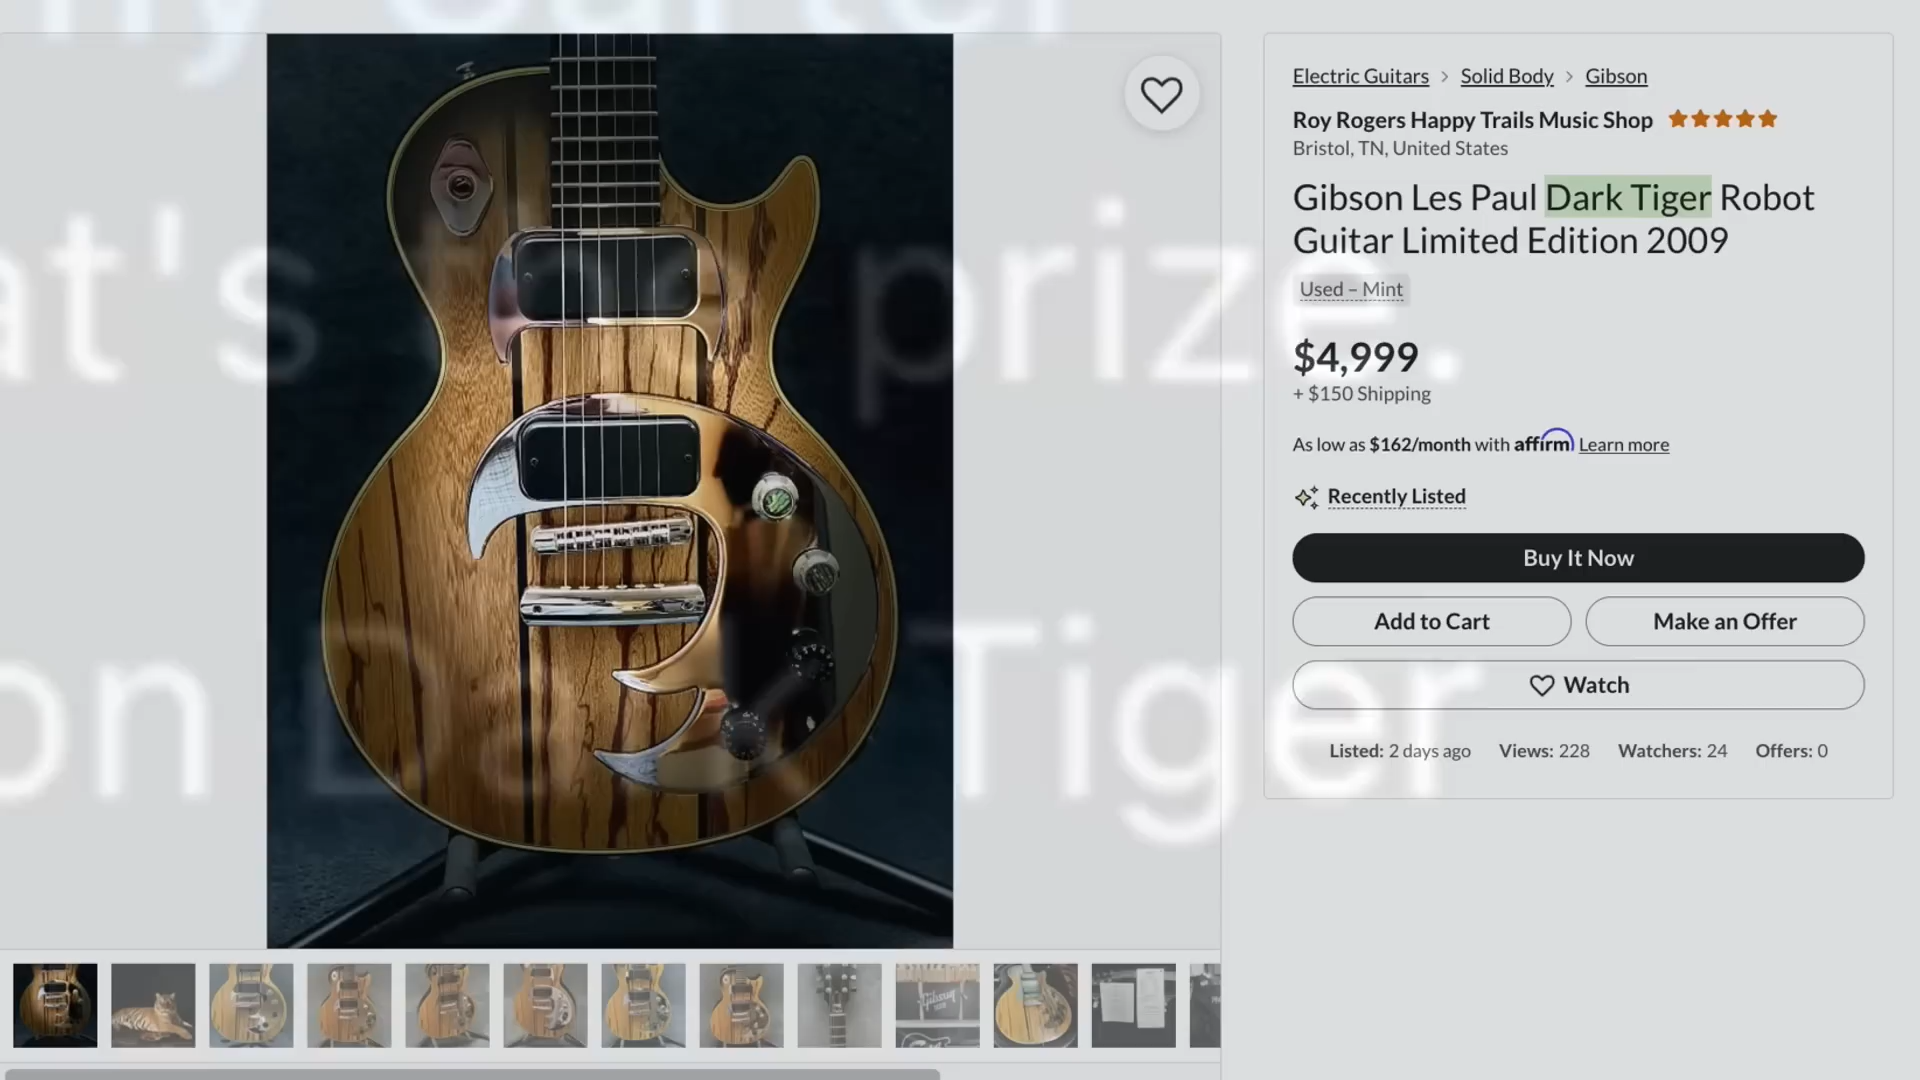 Electric Guitars > Solid Body > Gibson
Roy Rogers Happy Trails Music Shop
Bristol, TN, United States
Gibson Les Paul Dark Tiger Robot
Guitar Limited Edition 2009
Used – Mint
$4,999
+ $150 Shipping
As low as $162/month with affirm Learn more
Recently Listed
Buy It Now
Add to Cart
Make an Offer
Watch
Listed: 2 days ago Views: 228 Watchers: 24 Offers: 0
prize.
Dark Tiger
Gibson